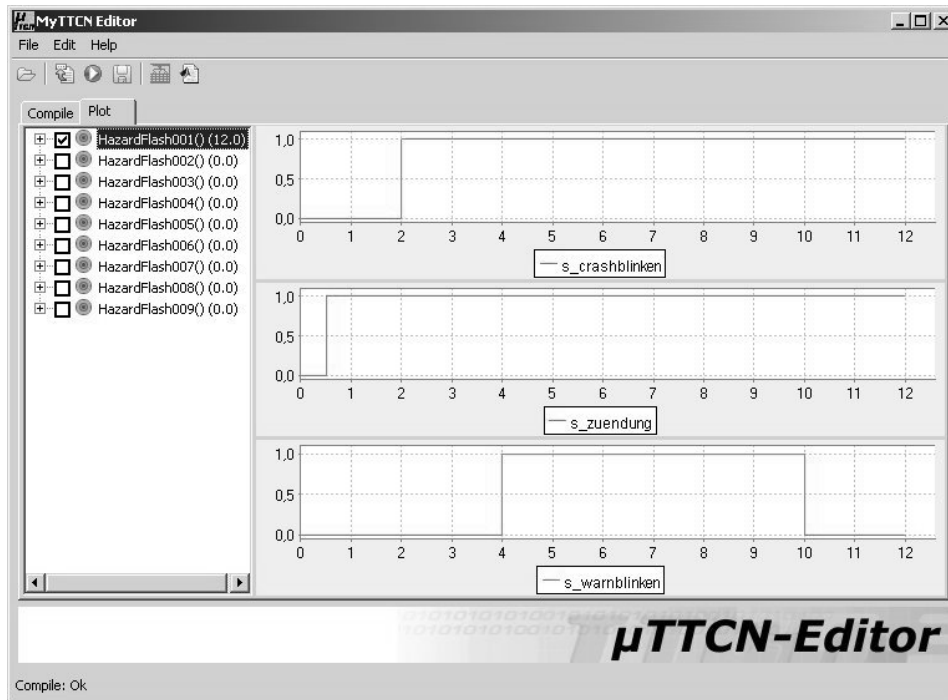 MyTTCN Editor
File Edit Help
Compile Plot
HazardFlash001() (12.0)
HazardFlash002() (0.0)
HazardFlash003() (0.0)
HazardFlash004() (0.0)
HazardFlash005() (0.0)
HazardFlash006() (0.0)
HazardFlash007() (0.0)
HazardFlash008() (0.0)
HazardFlash009() (0.0)
1,0
0,5
0,0
0 1 2 3 4 5 6 7 8 9 10 11 12
s_crashblinken
1,0
0,5
0,0
0 1 2 3 4 5 6 7 8 9 10 11 12
s_zuendung
1,0
0,5
0,0
0 1 2 3 4 5 6 7 8 9 10 11 12
s_warnblinken
µTTCN-Editor
Compile: Ok